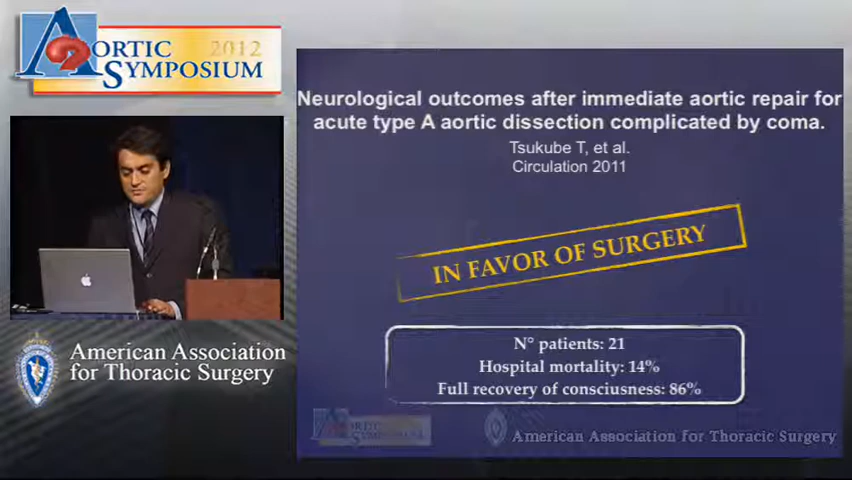 AORTIC 2012
SYMPOSIUM
Neurological outcomes after immediate aortic repair for
acute type A aortic dissection complicated by coma.
Tsukube T, et al.
Circulation 2011
IN FAVOR OF SURGERY
N° patients: 21
Hospital mortality: 14%
Full recovery of consciusness: 86%
American Association
for Thoracic Surgery
AORTIC
SYMPOSIUM
American Association for Thoracic Surgery